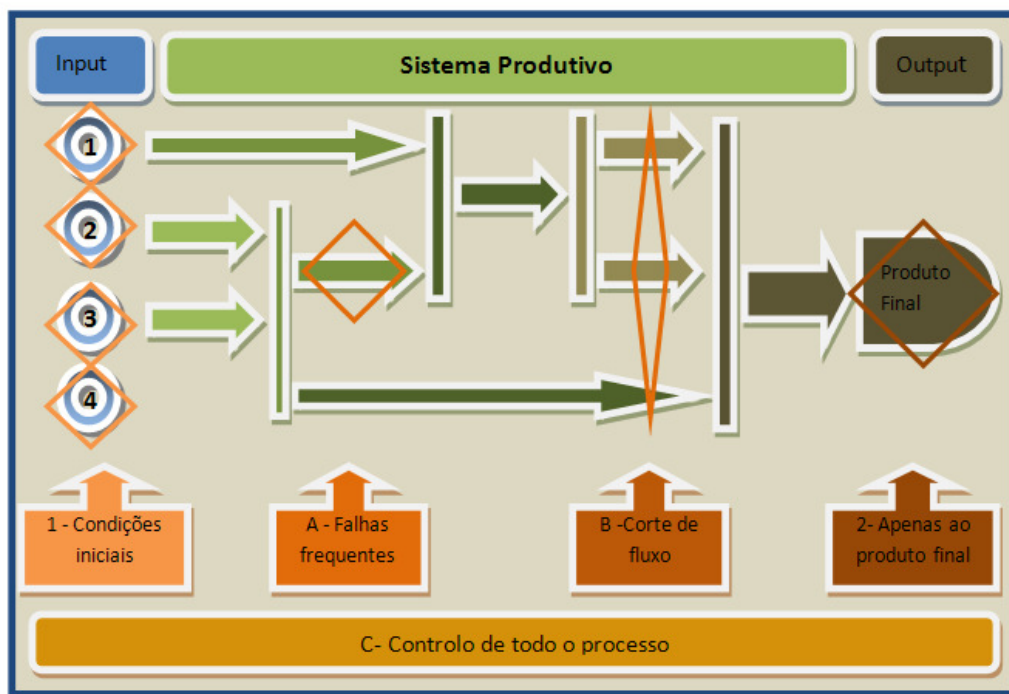 Input
Sistema Produtivo
Output
1
2
3
4
Produto
Final
1 - Condições
iniciais
A - Falhas
frequentes
B -Corte de
fluxo
2- Apenas ao
produto final
C- Controlo de todo o processo